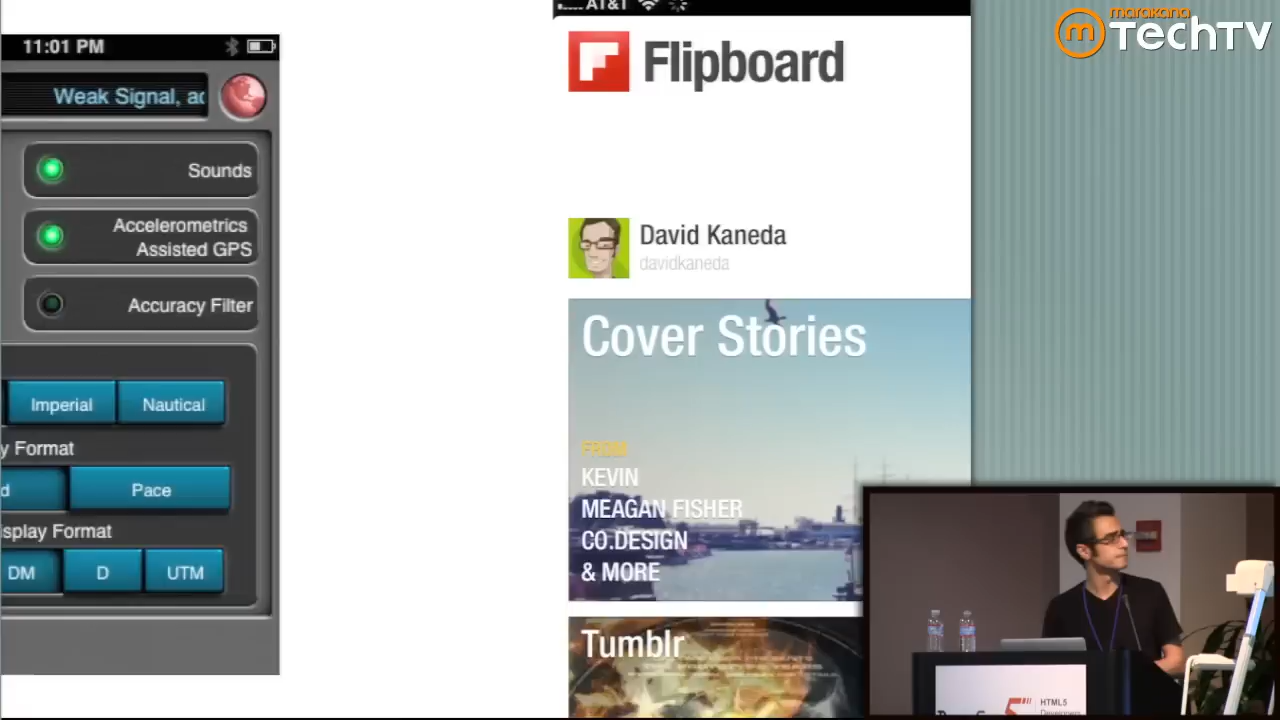 11:01 PM
Weak Signal, ac
Sounds
Accelerometrics
Assisted GPS
Accuracy Filter
Imperial
Nautical
y Format
d
Pace
isplay Format
DM
D
UTM
AT&T
Flipboard
David Kaneda
davidkaneda
Cover Stories
FROM
KEVIN
MEAGAN FISHER
CO.DESIGN
& MORE
Tumblr
marakana
m TechTV
HTML5